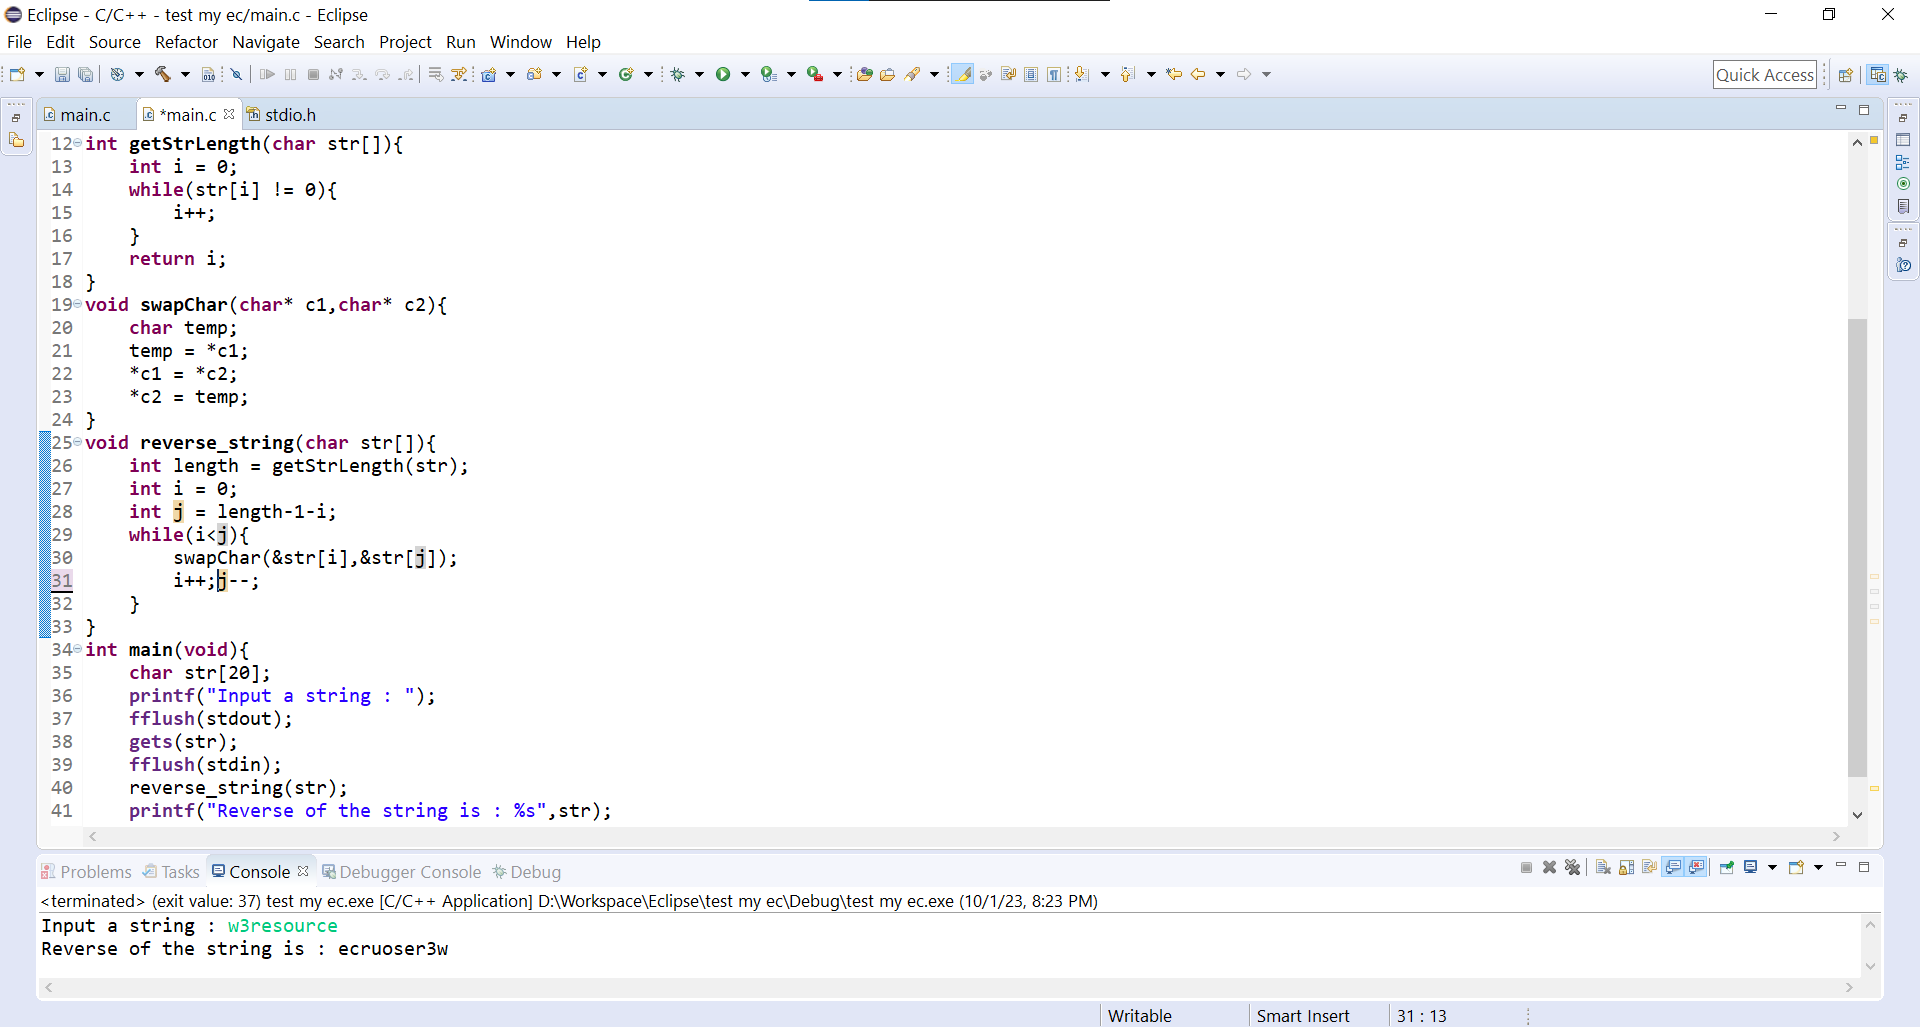 Eclipse - C/C++ - test my ec/main.c - Eclipse
File Edit Source Refactor Navigate Search Project Run Window Help
Quick Access
main.c *main.c stdio.h
12 int getStrLength(char str[]){
13     int i = 0;
14     while(str[i] != 0){
15         i++;
16     }
17     return i;
18 }
19 void swapChar(char* c1,char* c2){
20     char temp;
21     temp = *c1;
22     *c1 = *c2;
23     *c2 = temp;
24 }
25 void reverse_string(char str[]){
26     int length = getStrLength(str);
27     int i = 0;
28     int j = length-1-i;
29     while(i<j){
30         swapChar(&str[i],&str[j]);
31         i++;j--;
32     }
33 }
34 int main(void){
35     char str[20];
36     printf("Input a string : ");
37     fflush(stdout);
38     gets(str);
39     fflush(stdin);
40     reverse_string(str);
41     printf("Reverse of the string is : %s",str);
Problems Tasks Console Debugger Console Debug
<terminated> (exit value: 37) test my ec.exe [C/C++ Application] D:\Workspace\Eclipse\test my ec\Debug\test my ec.exe (10/1/23, 8:23 PM)
Input a string : w3resource
Reverse of the string is : ecruoser3w
Writable Smart Insert 31 : 13